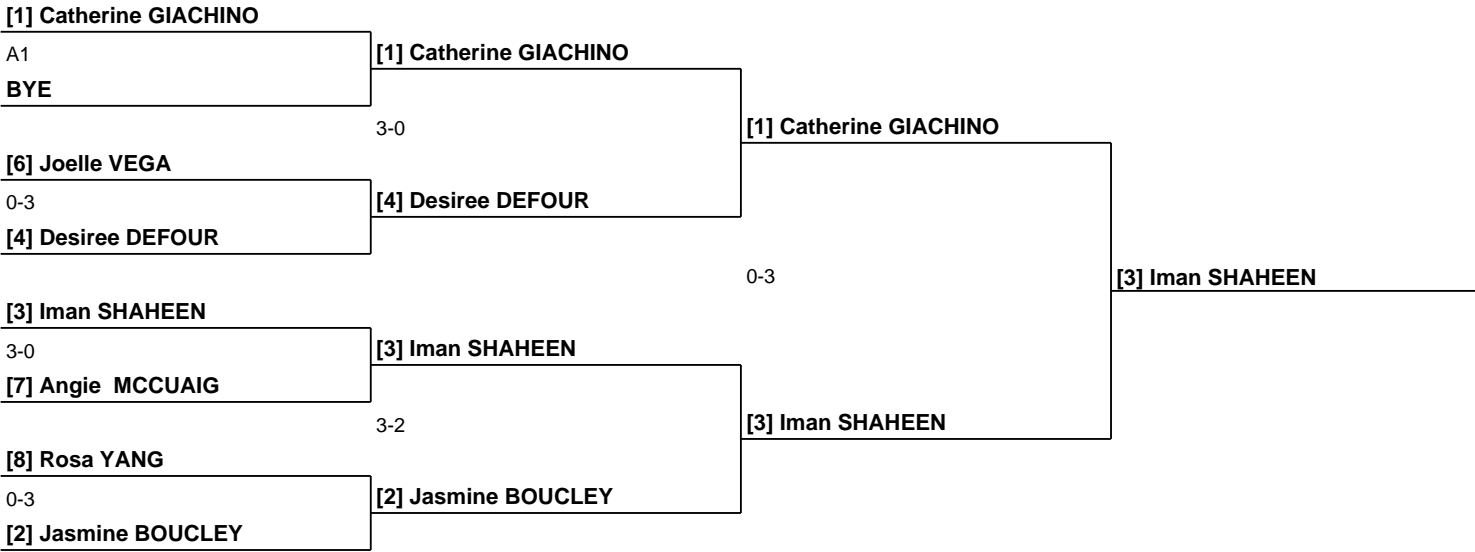 [1] Catherine GIACHINO
A1
[1] Catherine GIACHINO
BYE
3-0
[1] Catherine GIACHINO
[6] Joelle VEGA
0-3
[4] Desiree DEFOUR
[4] Desiree DEFOUR
0-3
[3] Iman SHAHEEN
[3] Iman SHAHEEN
3-0
[3] Iman SHAHEEN
[7] Angie  MCCUAIG
3-2
[3] Iman SHAHEEN
[8] Rosa YANG
0-3
[2] Jasmine BOUCLEY
[2] Jasmine BOUCLEY